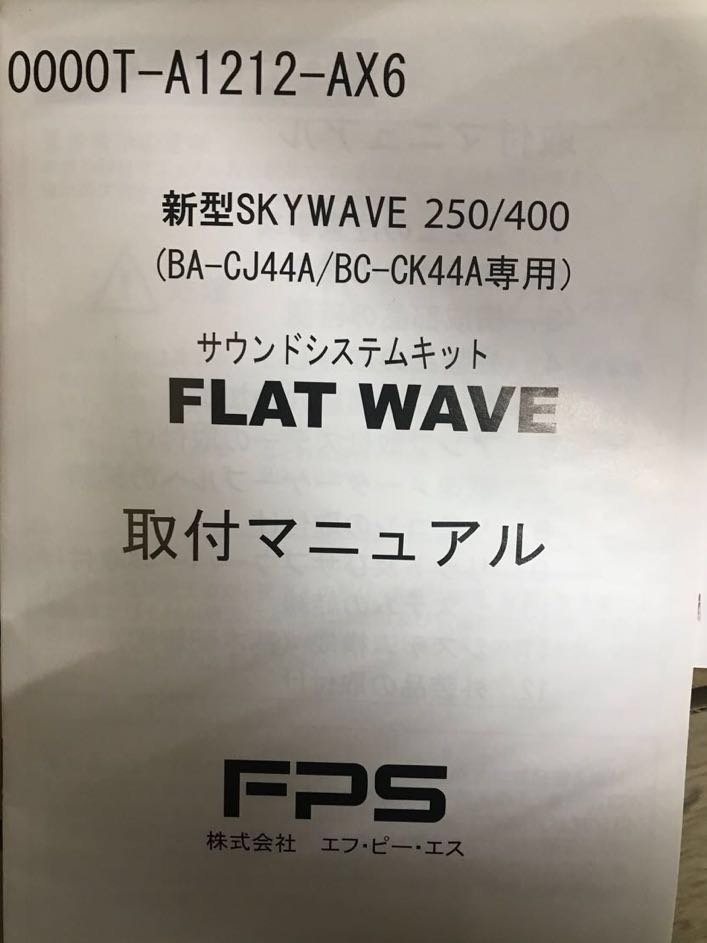 0000T-A1212-AX6
新型SKYWAVE 250/400
(BA-CJ44A/BC-CK44A専用)
サウンドシステムキット
FLAT WAVE
取付マニュアル
FPS
株式会社 エフ・ピー・エス